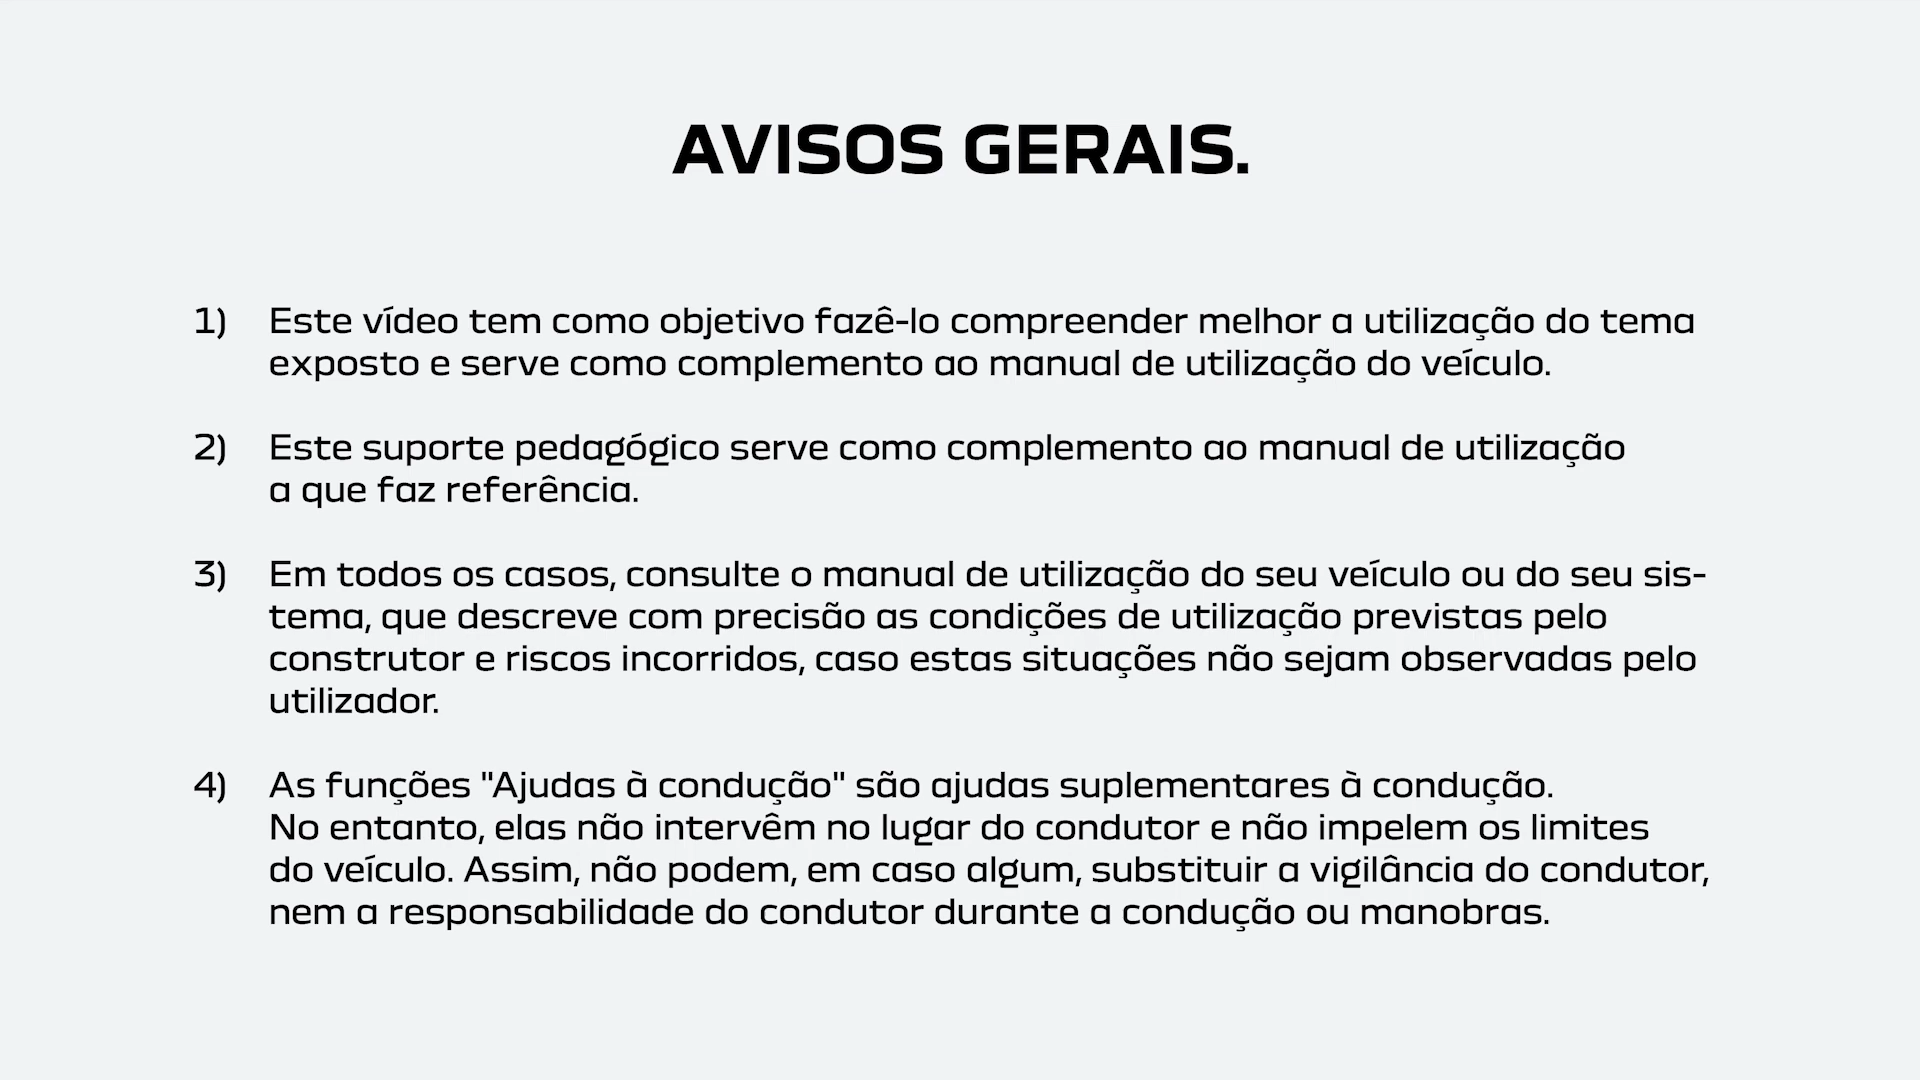 AVISOS GERAIS.
1) Este vídeo tem como objetivo fazê-lo compreender melhor a utilização do tema
exposto e serve como complemento ao manual de utilização do veículo.
2) Este suporte pedagógico serve como complemento ao manual de utilização
a que faz referência.
3) Em todos os casos, consulte o manual de utilização do seu veículo ou do seu sis-
tema, que descreve com precisão as condições de utilização previstas pelo
construtor e riscos incorridos, caso estas situações não sejam observadas pelo
utilizador.
4) As funções "Ajudas à condução" são ajudas suplementares à condução.
No entanto, elas não intervêm no lugar do condutor e não impelem os limites
do veículo. Assim, não podem, em caso algum, substituir a vigilância do condutor,
nem a responsabilidade do condutor durante a condução ou manobras.